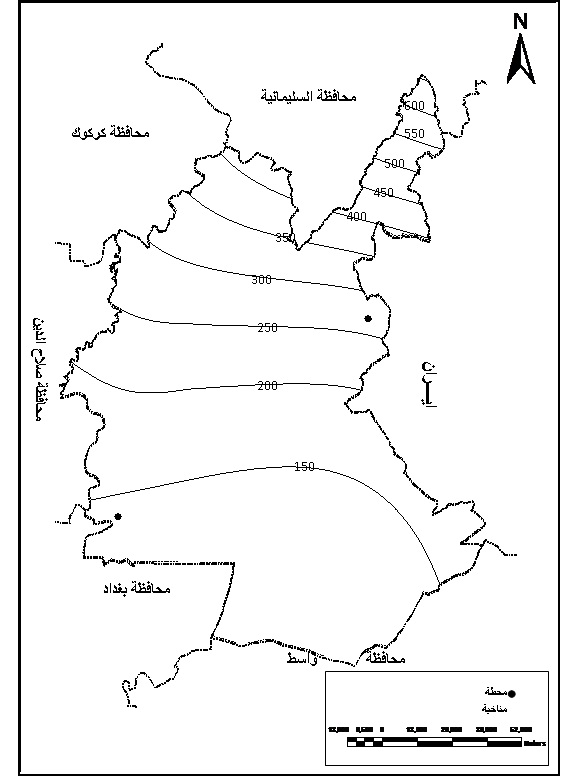 N
محافظة السليمانية
محافظة كركوك
600
550
500
450
400
350
300
250
200
150
محافظة صلاح الدين
إيران
محافظة بغداد
محافظة واسط
محطة
مناخية